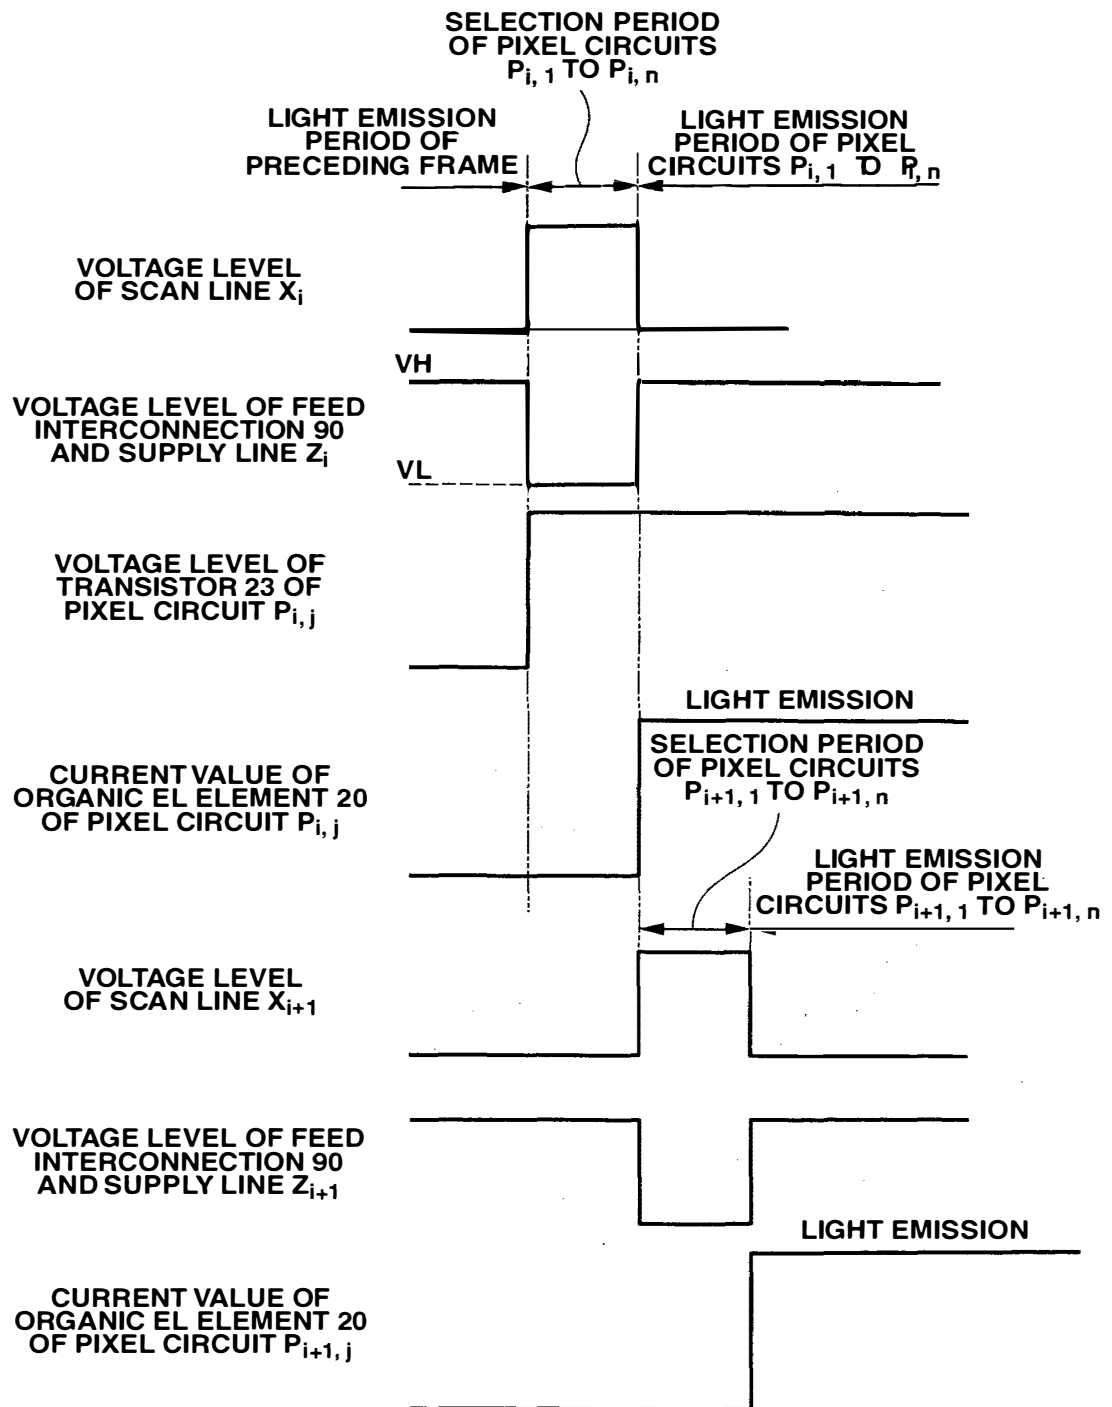 SELECTION PERIOD
OF PIXEL CIRCUITS
Pi, 1 TO Pi, n
LIGHT EMISSION
PERIOD OF
PRECEDING FRAME
LIGHT EMISSION
PERIOD OF PIXEL
CIRCUITS Pi, 1 TO Pi, n
VOLTAGE LEVEL
OF SCAN LINE Xi
VH
VOLTAGE LEVEL OF FEED
INTERCONNECTION 90
AND SUPPLY LINE Zi
VL
VOLTAGE LEVEL OF
TRANSISTOR 23 OF
PIXEL CIRCUIT Pi, j
LIGHT EMISSION
SELECTION PERIOD
OF PIXEL CIRCUITS
Pi+1, 1 TO Pi+1, n
CURRENT VALUE OF
ORGANIC EL ELEMENT 20
OF PIXEL CIRCUIT Pi, j
LIGHT EMISSION
PERIOD OF PIXEL
CIRCUITS Pi+1, 1 TO Pi+1, n
VOLTAGE LEVEL
OF SCAN LINE Xi+1
VOLTAGE LEVEL OF FEED
INTERCONNECTION 90
AND SUPPLY LINE Zi+1
LIGHT EMISSION
CURRENT VALUE OF
ORGANIC EL ELEMENT 20
OF PIXEL CIRCUIT Pi+1, j